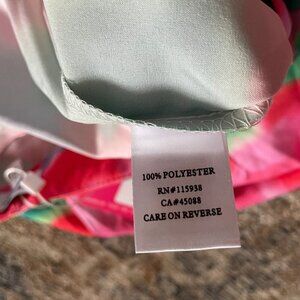 100% POLYESTER
RN#115938
CA#45088
CARE ON REVERSE